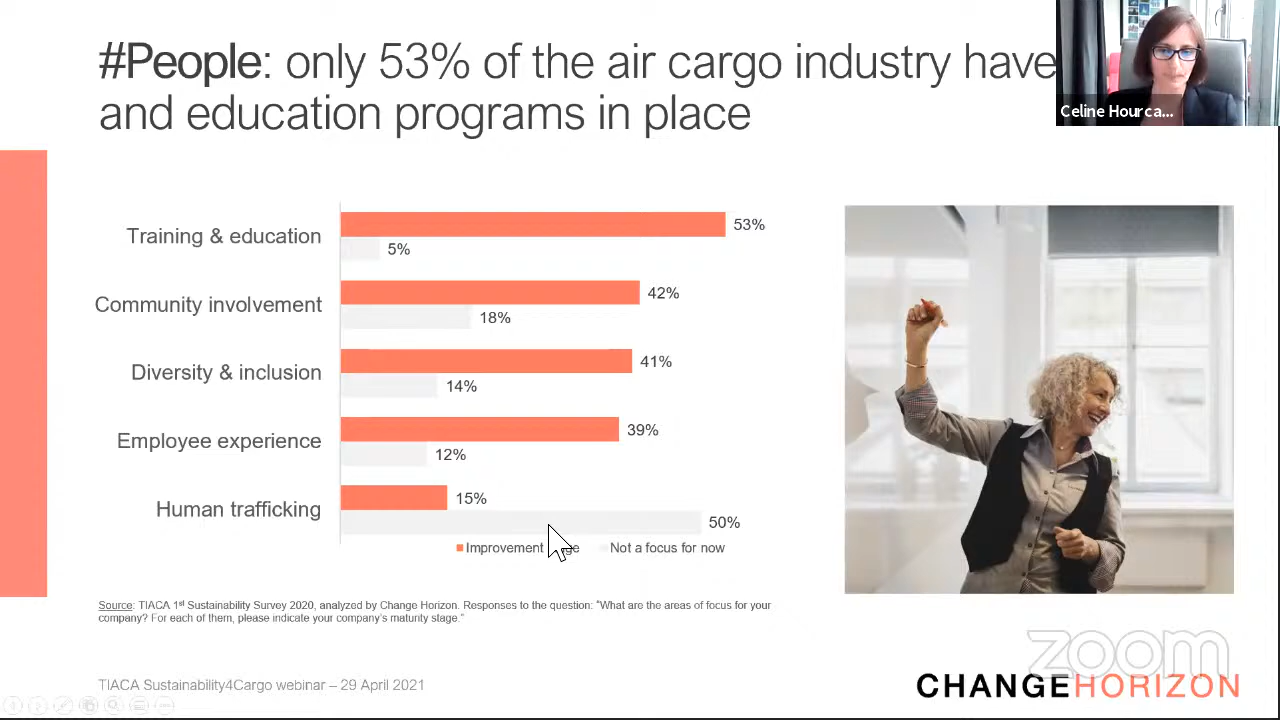 #People: only 53% of the air cargo industry have
and education programs in place
Celine Hourca...
Training & education
53%
5%
Community involvement
42%
18%
Diversity & inclusion
41%
14%
Employee experience
39%
12%
Human trafficking
15%
50%
Improvement
Not a focus for now
Source: TIACA 1st Sustainability Survey 2020, analyzed by Change Horizon. Responses to the question: “What are the areas of focus for your
company? For each of them, please indicate your company’s maturity stage.”
zoom
TIACA Sustainability4Cargo webinar – 29 April 2021
CHANGEHORIZON